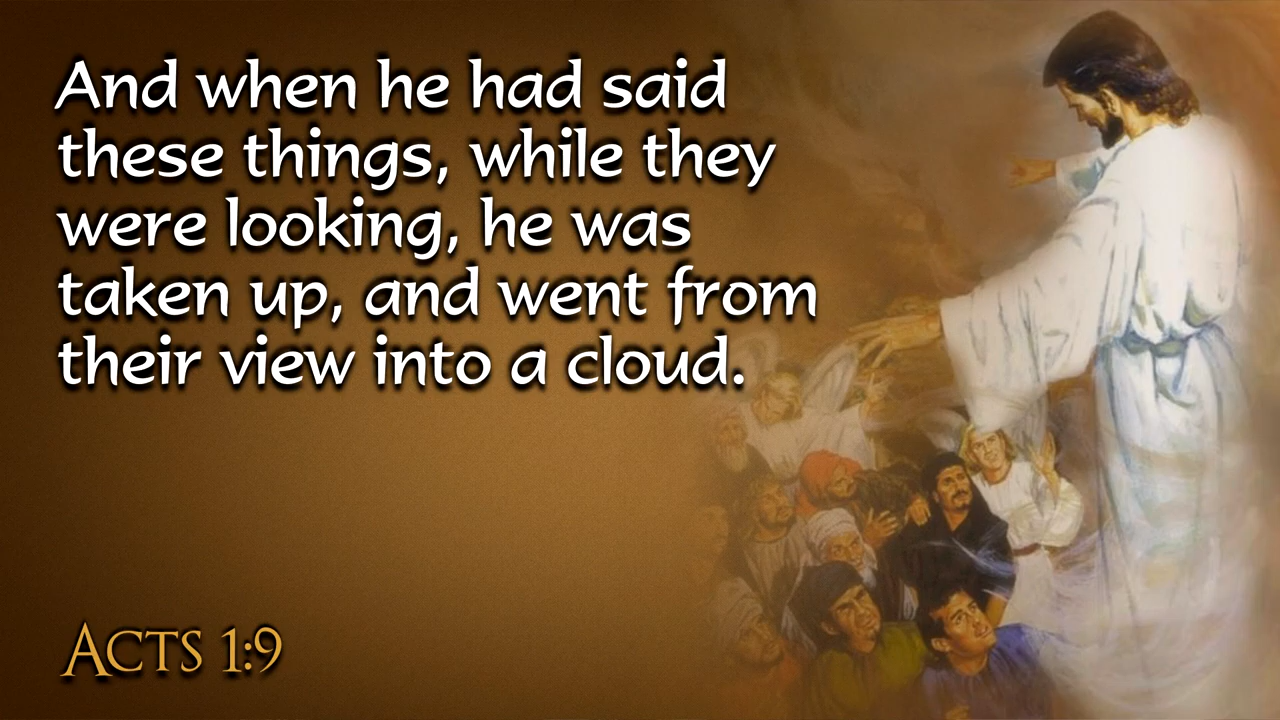 And when he had said
these things, while they
were looking, he was
taken up, and went from
their view into a cloud.
Acts 1:9